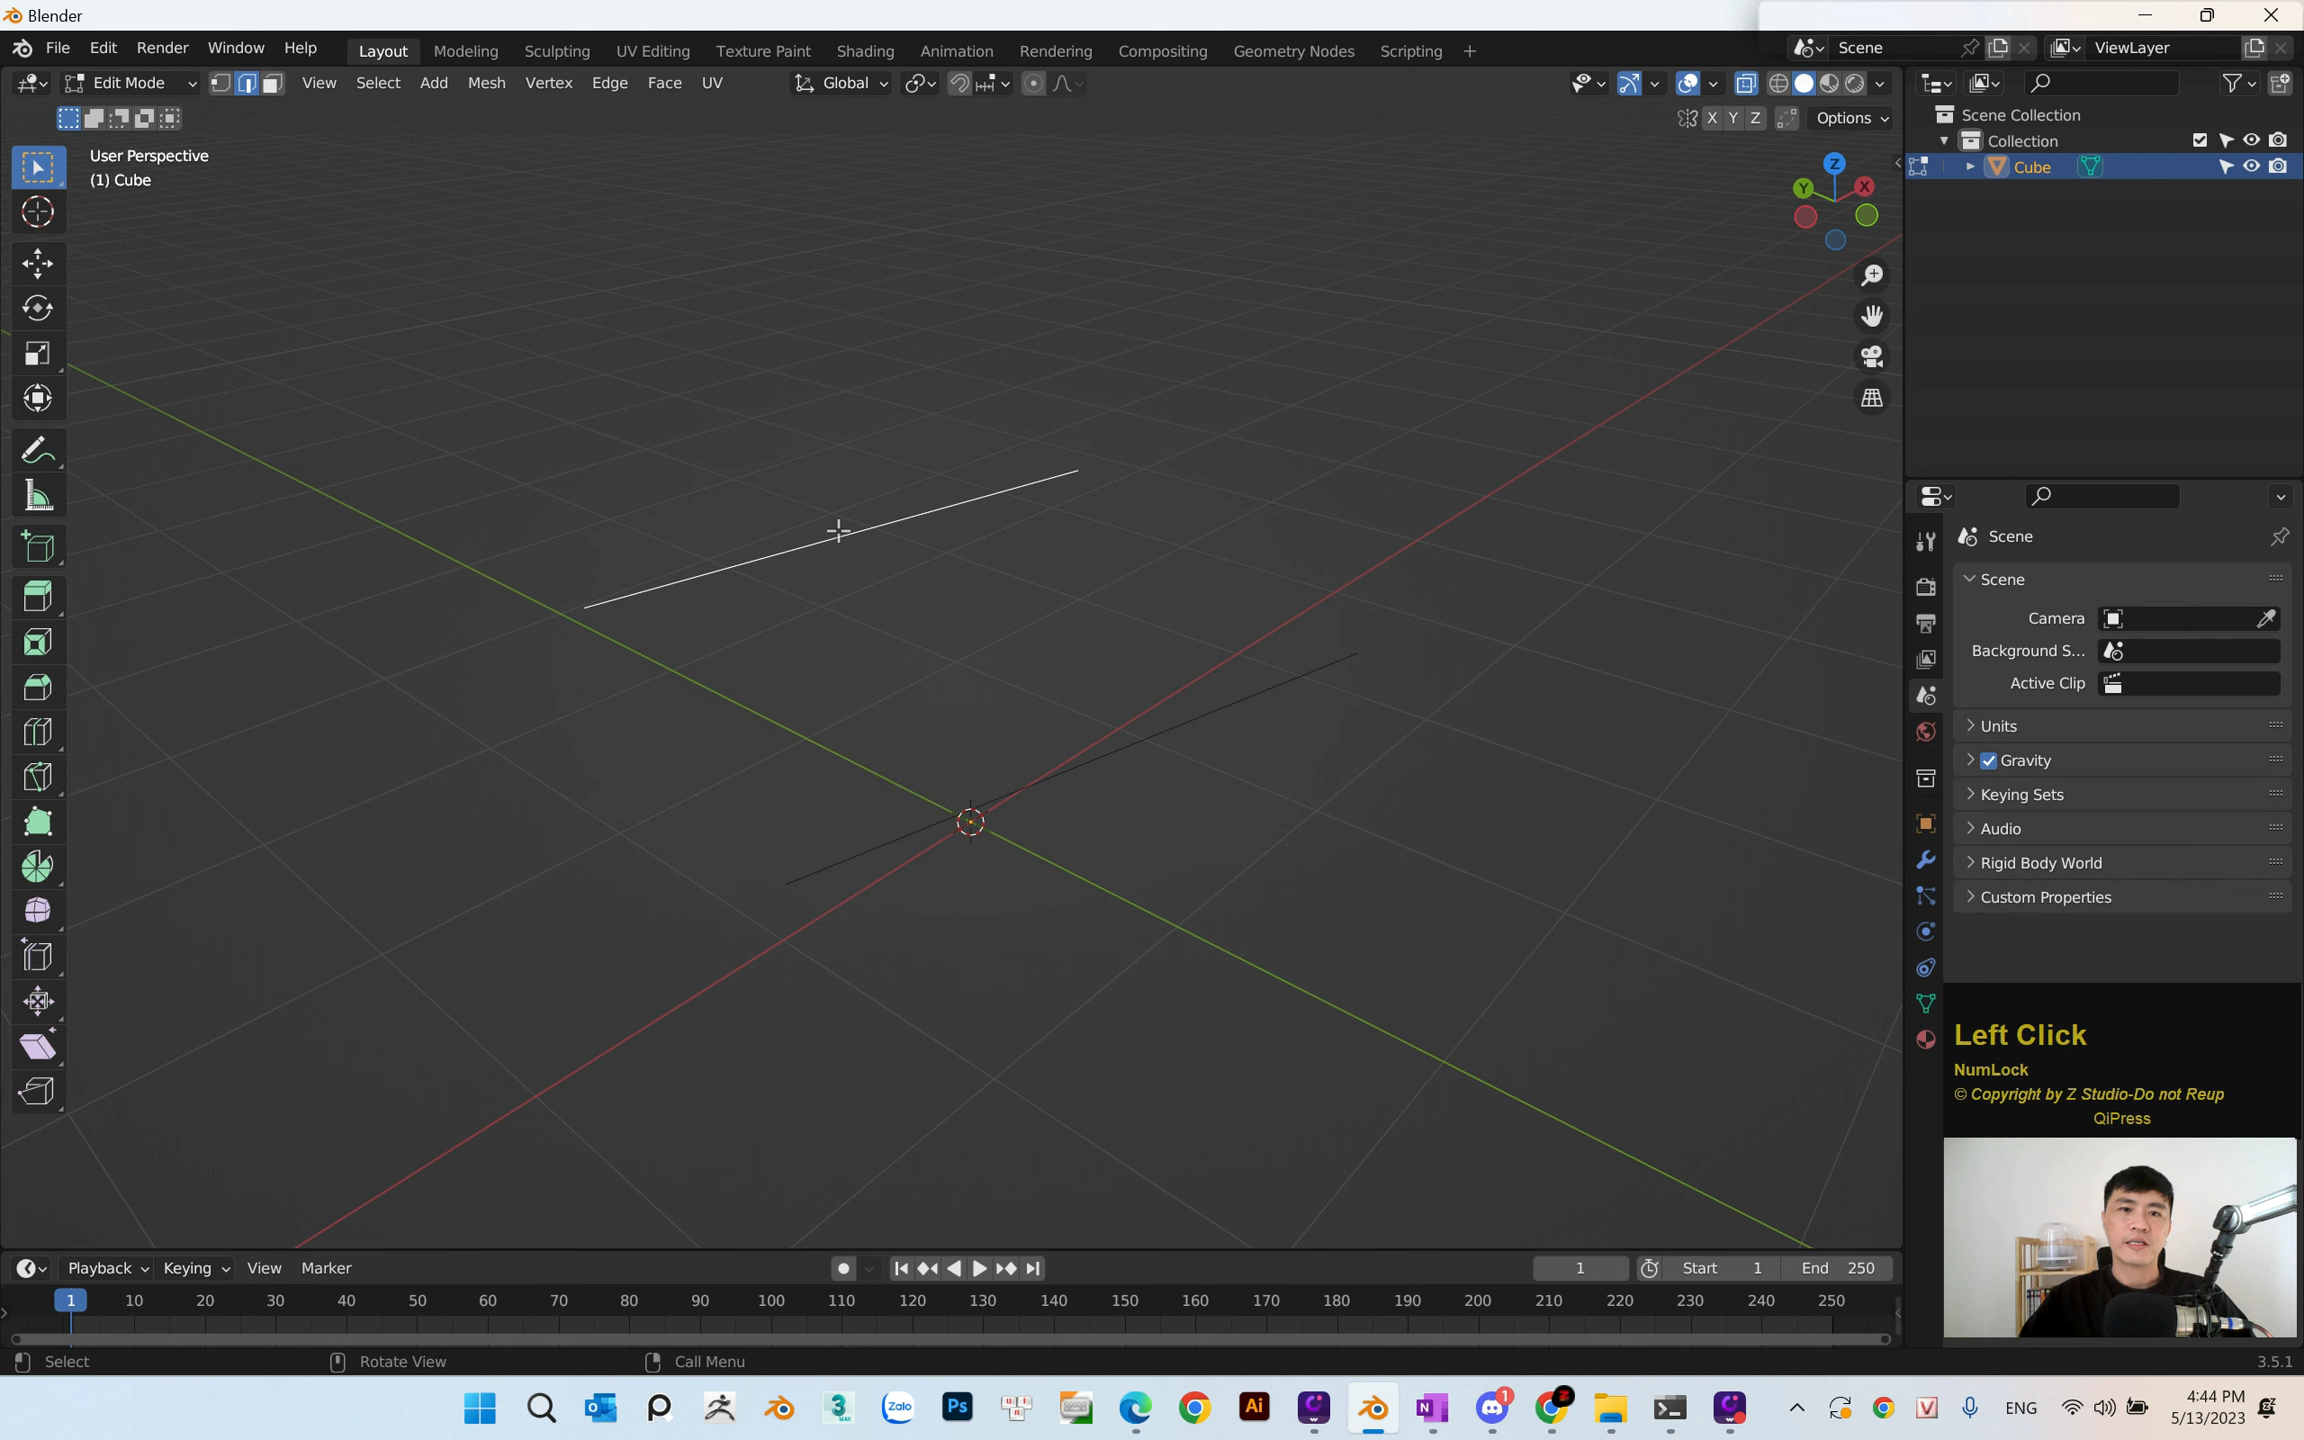 Blender
File Edit Render Window Help Layout Modeling Sculpting UV Editing Texture Paint Shading Animation Rendering Compositing Geometry Nodes Scripting + Scene ViewLayer
Edit Mode View Select Add Mesh Vertex Edge Face UV Global
X Y Z Options
User Perspective
(1) Cube
Z
Y X
Scene Collection
Collection
Cube
Scene
Scene
Camera
Background S...
Active Clip
Units
Gravity
Keying Sets
Audio
Rigid Body World
Custom Properties
Left Click
NumLock
© Copyright by Z Studio-Do not Reup
QiPress
Playback Keying View Marker 1 Start 1 End 250
1 10 20 30 40 50 60 70 80 90 100 110 120 130 140 150 160 170 180 190 200 210 220 230 240 250
Select Rotate View Call Menu 3.5.1
Zalo Ps Ai N 1 Z V ENG 4:44 PM
5/13/2023